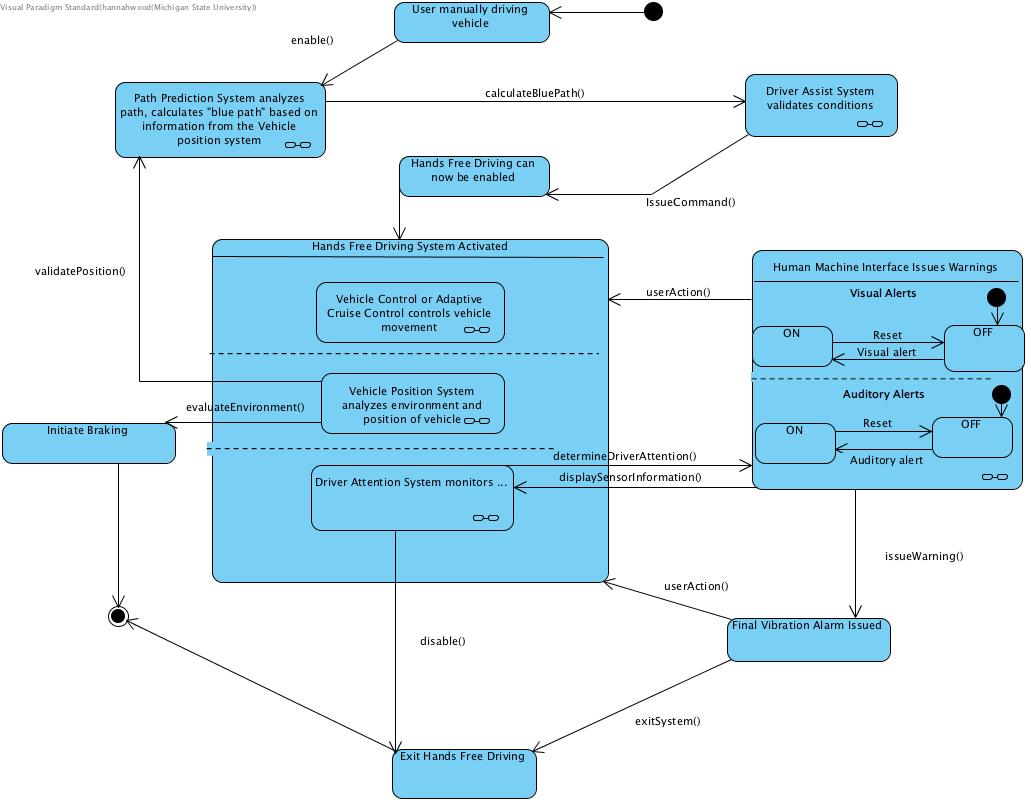 Visual Paradigm Standard(hannahwood(Michigan State University))
User manually driving
vehicle
enable()
Path Prediction System analyzes
path, calculates "blue path" based on
information from the Vehicle
position system
calculateBluePath()
Driver Assist System
validates conditions
Hands Free Driving can
now be enabled
IssueCommand()
Hands Free Driving System Activated
validatePosition()
Vehicle Control or Adaptive
Cruise Control controls vehicle
movement
userAction()
Human Machine Interface Issues Warnings
Visual Alerts
ON
Reset
OFF
Visual alert
Vehicle Position System
analyzes environment and
position of vehicle
evaluateEnvironment()
Initiate Braking
Auditory Alerts
ON
Reset
OFF
Auditory alert
determineDriverAttention()
displaySensorInformation()
Driver Attention System monitors ...
issueWarning()
userAction()
Final Vibration Alarm Issued
disable()
exitSystem()
Exit Hands Free Driving